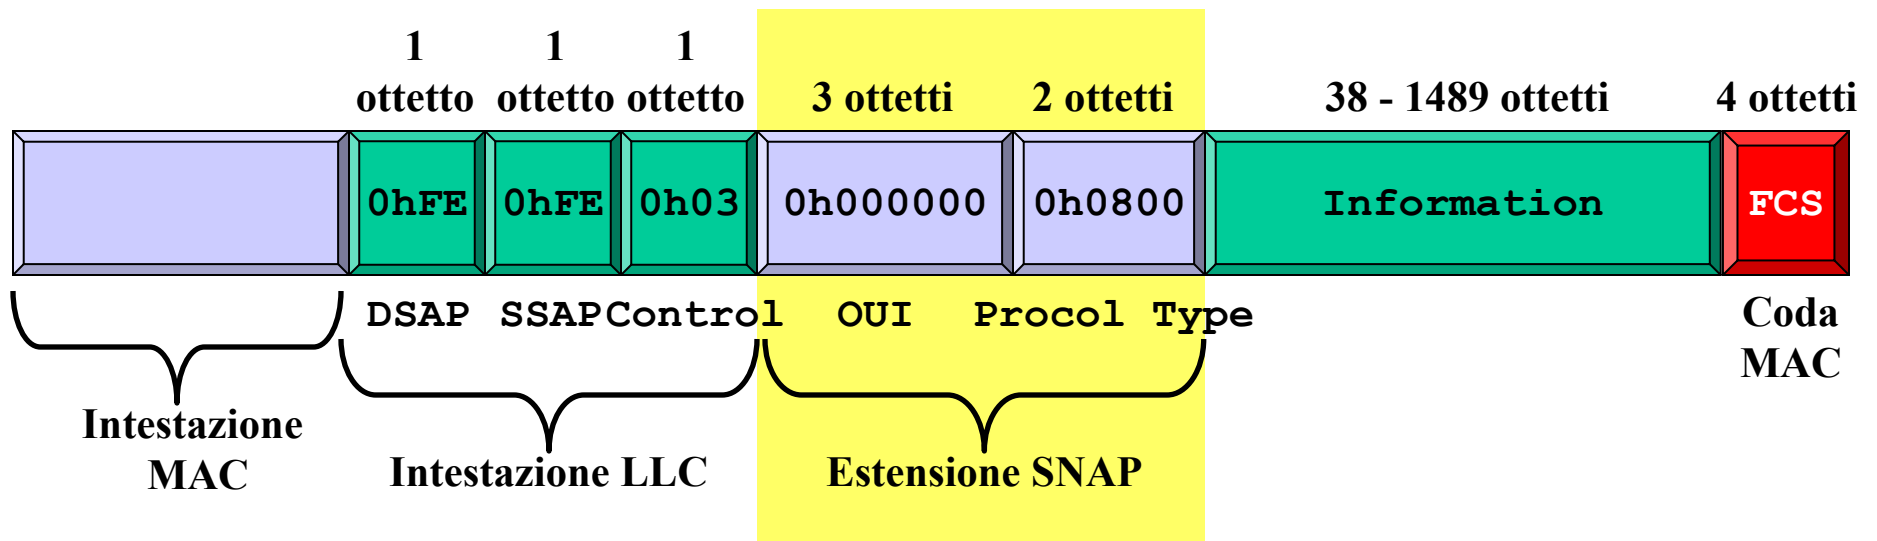 1 ottetto
1 ottetto
1 ottetto
3 ottetti
2 ottetti
38 - 1489 ottetti
4 ottetti
0hFE
0hFE
0h03
0h000000
0h0800
Information
FCS
DSAP
SSAP
Control
OUI
Procol Type
Coda
MAC
Intestazione
MAC
Intestazione LLC
Estensione SNAP